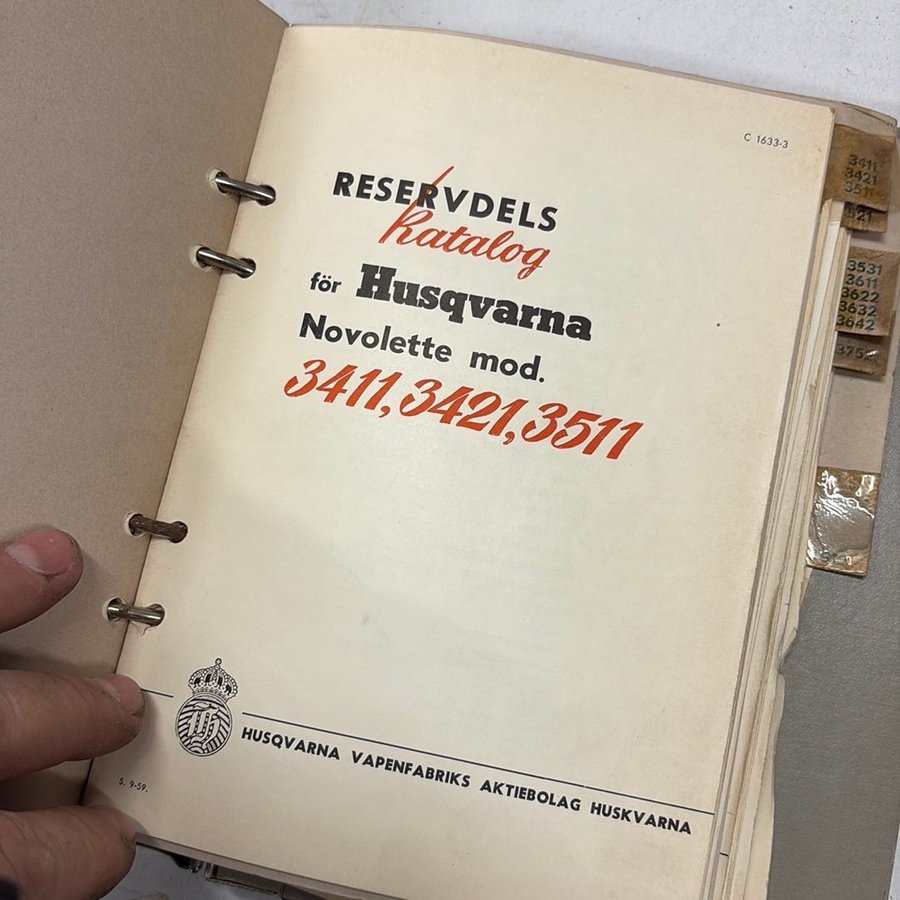 C 1633-3
RESERVDELS
Katalog
för Husqvarna
Novolette mod.
3411, 3421, 3511
HUSQVARNA VAPENFABRIKS AKTIEBOLAG HUSKVARNA
5, 9-59.
3411
3421
3511
3531
3611
3622
3632
3642